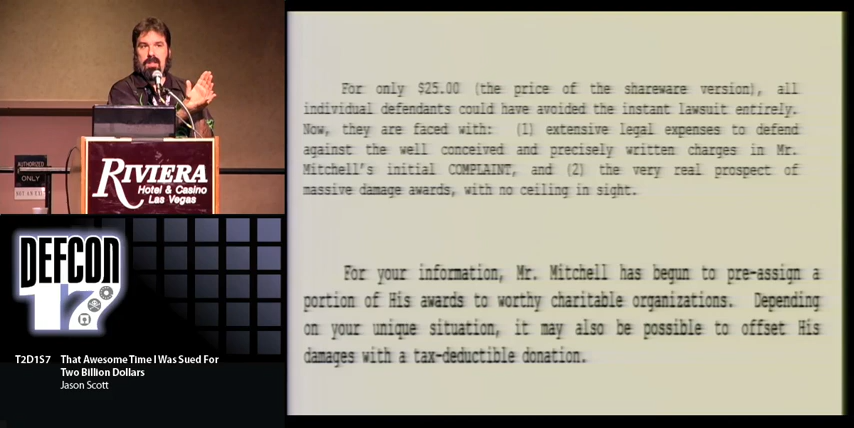 AUTHORIZED
ONLY
RIVIERA
Hotel & Casino
Las Vegas
DEFCON
17
T2D1S7 That Awesome Time I Was Sued For
Two Billion Dollars
Jason Scott
For only $25.00 (the price of the shareware version), all
individual defendants could have avoided the instant lawsuit entirely.
Now, they are faced with: (1) extensive legal expenses to defend
against the well conceived and precisely written charges in Mr.
Mitchell's initial COMPLAINT, and (2) the very real prospect of
massive damage awards, with no ceiling in sight.
For your information, Mr. Mitchell has begun to pre-assign a
portion of His awards to worthy charitable organizations. Depending
on your unique situation, it may also be possible to offset His
damages with a tax-deductible donation.